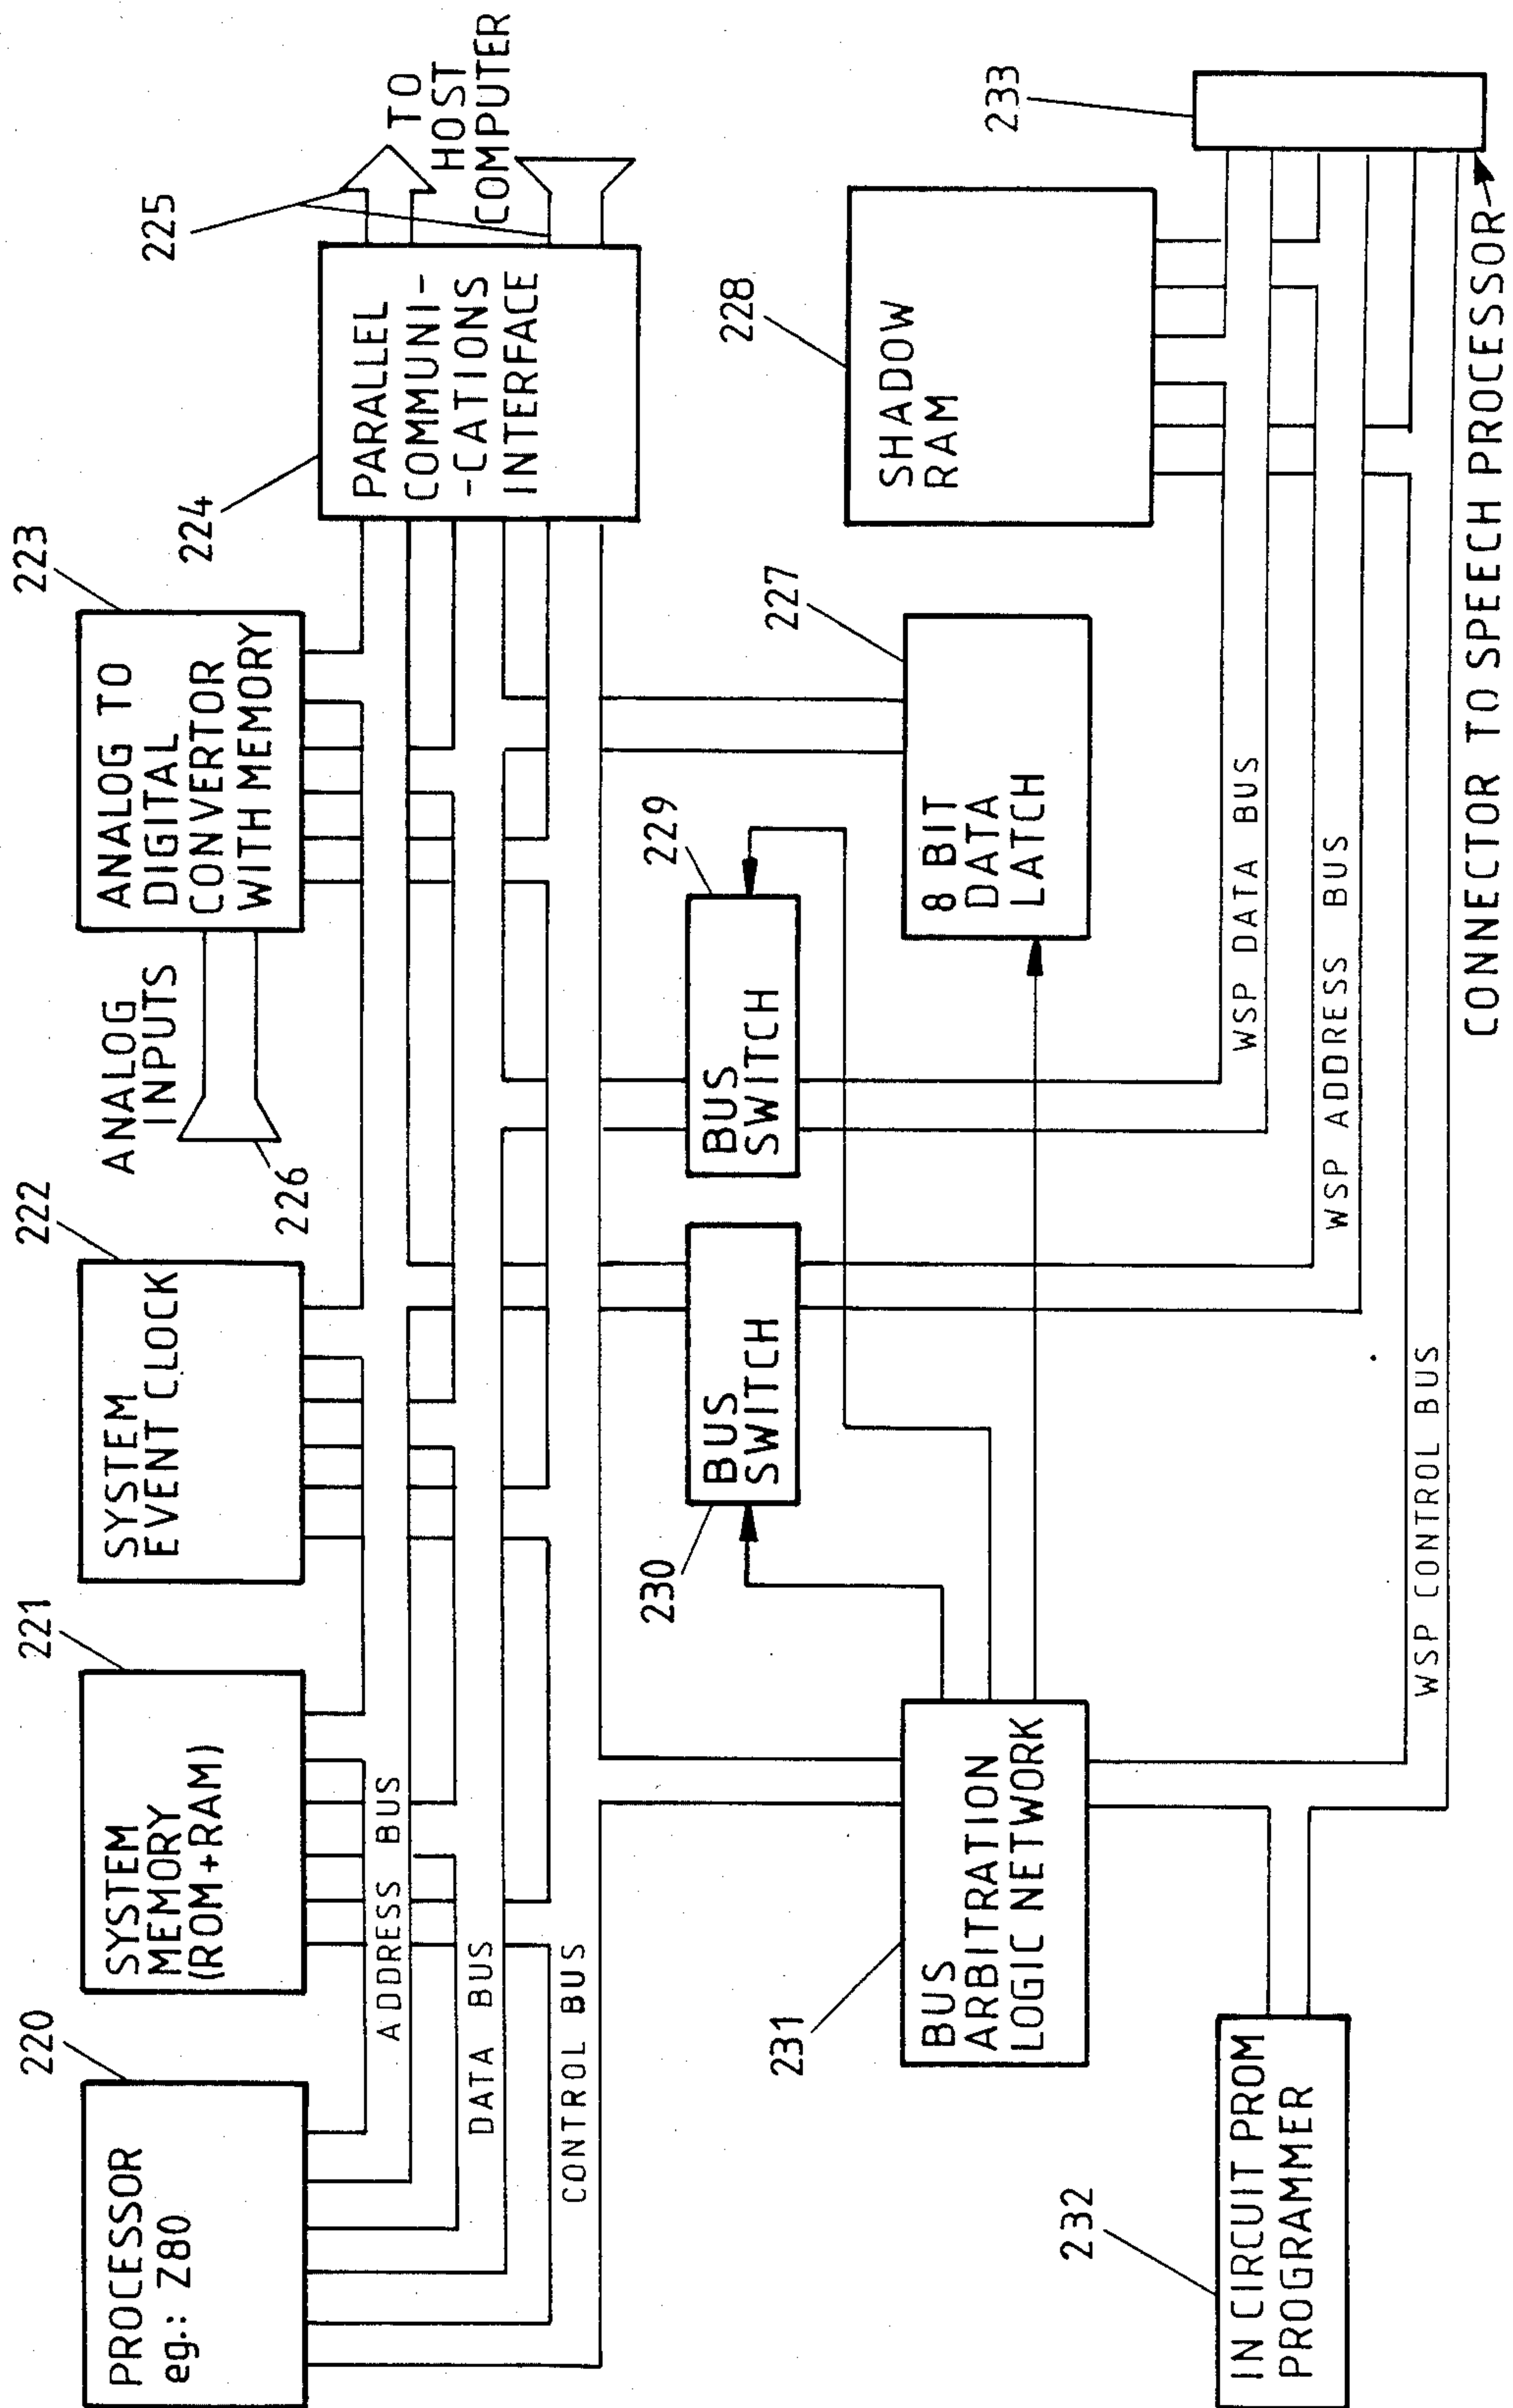 220
PROCESSOR
eg.: Z80
221
SYSTEM
MEMORY
(ROM+RAM)
222
SYSTEM
EVENT CLOCK
ANALOG
INPUTS
226
223
ANALOG TO
DIGITAL
CONVERTOR
WITH MEMORY
224
PARALLEL
COMMUNI-
-CATIONS
INTERFACE
225
TO
HOST
COMPUTER
ADDRESS BUS
DATA BUS
CONTROL BUS
230
BUS
SWITCH
229
BUS
SWITCH
227
8 BIT
DATA
LATCH
228
SHADOW
RAM
233
231
BUS
ARBITRATION
LOGIC NETWORK
232
IN CIRCUIT PROM
PROGRAMMER
WSP DATA BUS
WSP ADDRESS BUS
WSP CONTROL BUS
CONNECTOR TO SPEECH PROCESSOR